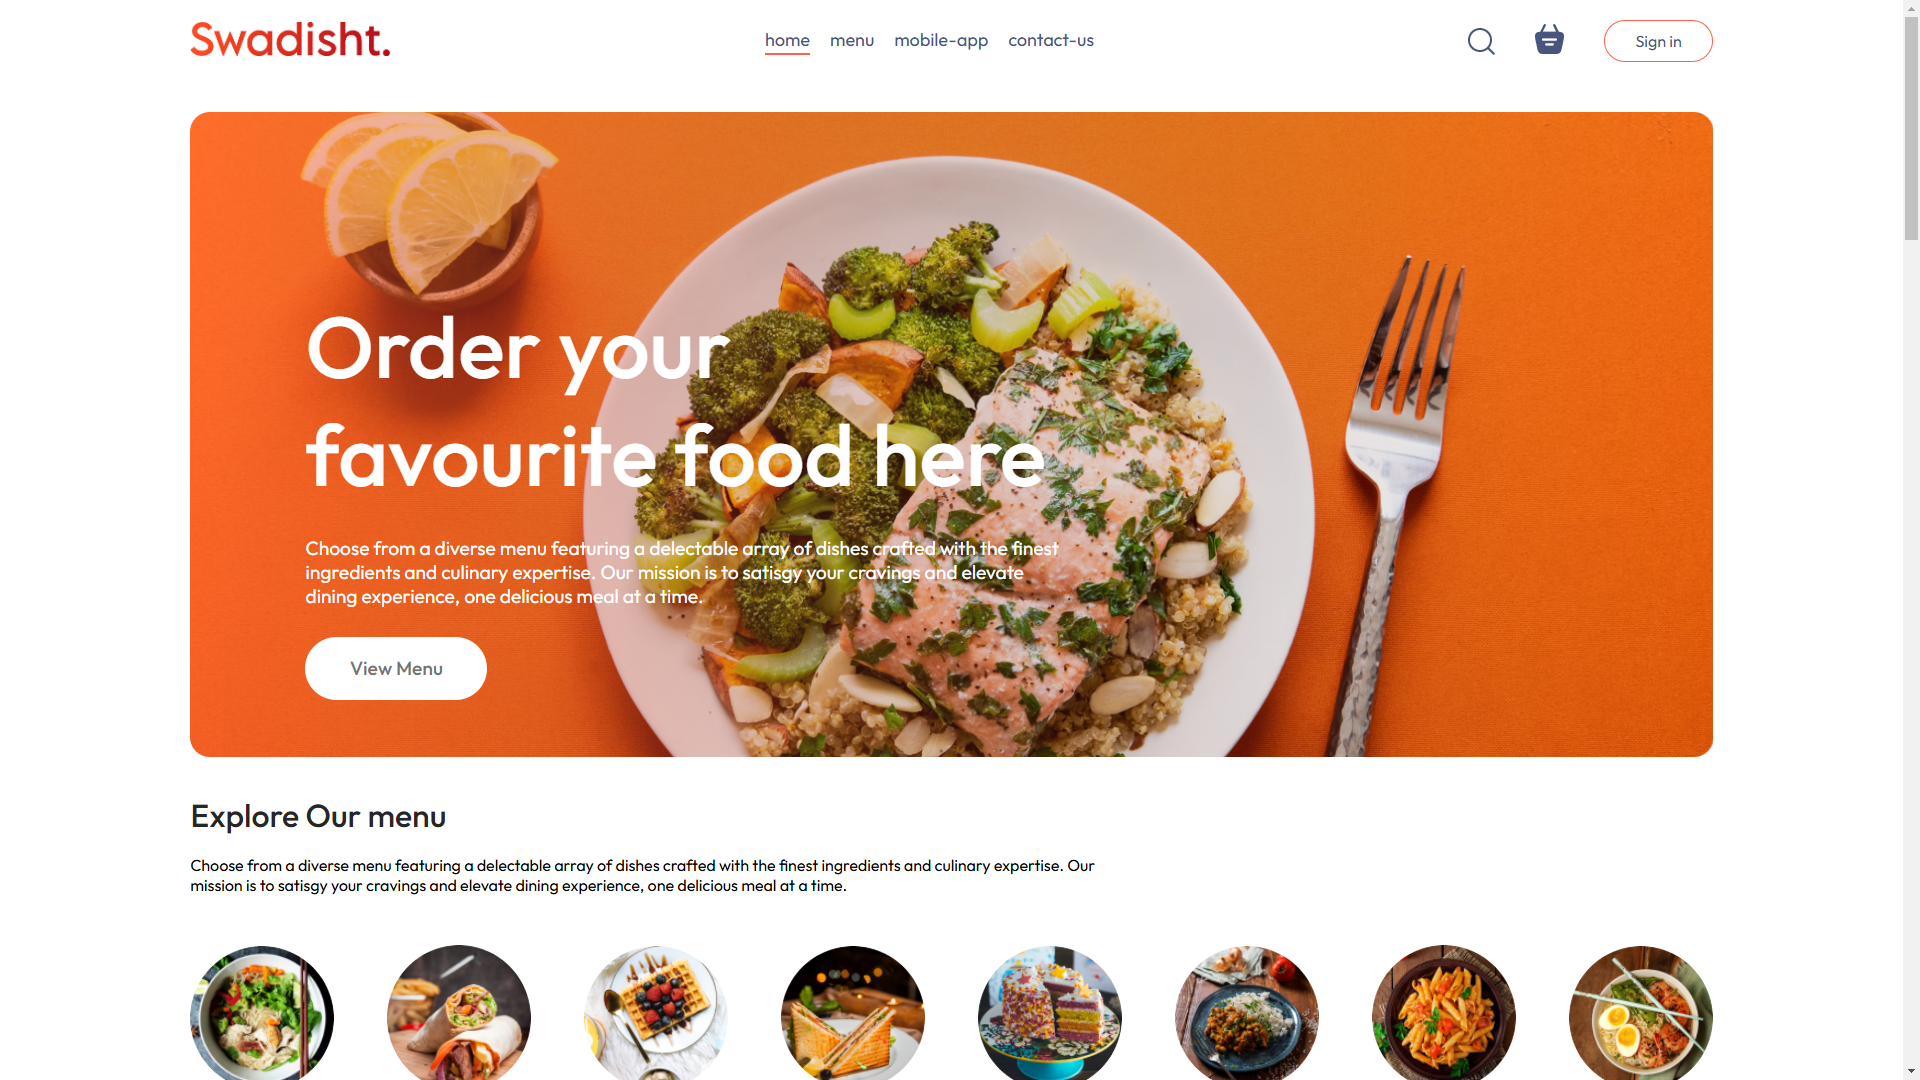 Swadisht.
home menu mobile-app contact-us
Sign in
Order your
favourite food here
Choose from a diverse menu featuring a delectable array of dishes crafted with the finest
ingredients and culinary expertise. Our mission is to satisgy your cravings and elevate
dining experience, one delicious meal at a time.
View Menu
Explore Our menu
Choose from a diverse menu featuring a delectable array of dishes crafted with the finest ingredients and culinary expertise. Our
mission is to satisgy your cravings and elevate dining experience, one delicious meal at a time.